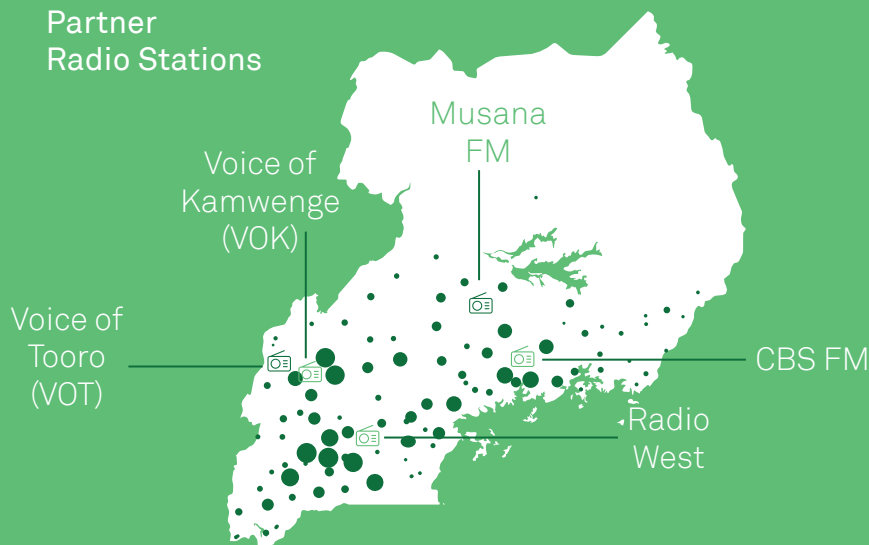 Partner
Radio Stations
Musana
FM
Voice of
Kamwenge
(VOK)
Voice of
Tooro
(VOT)
CBS FM
Radio
West